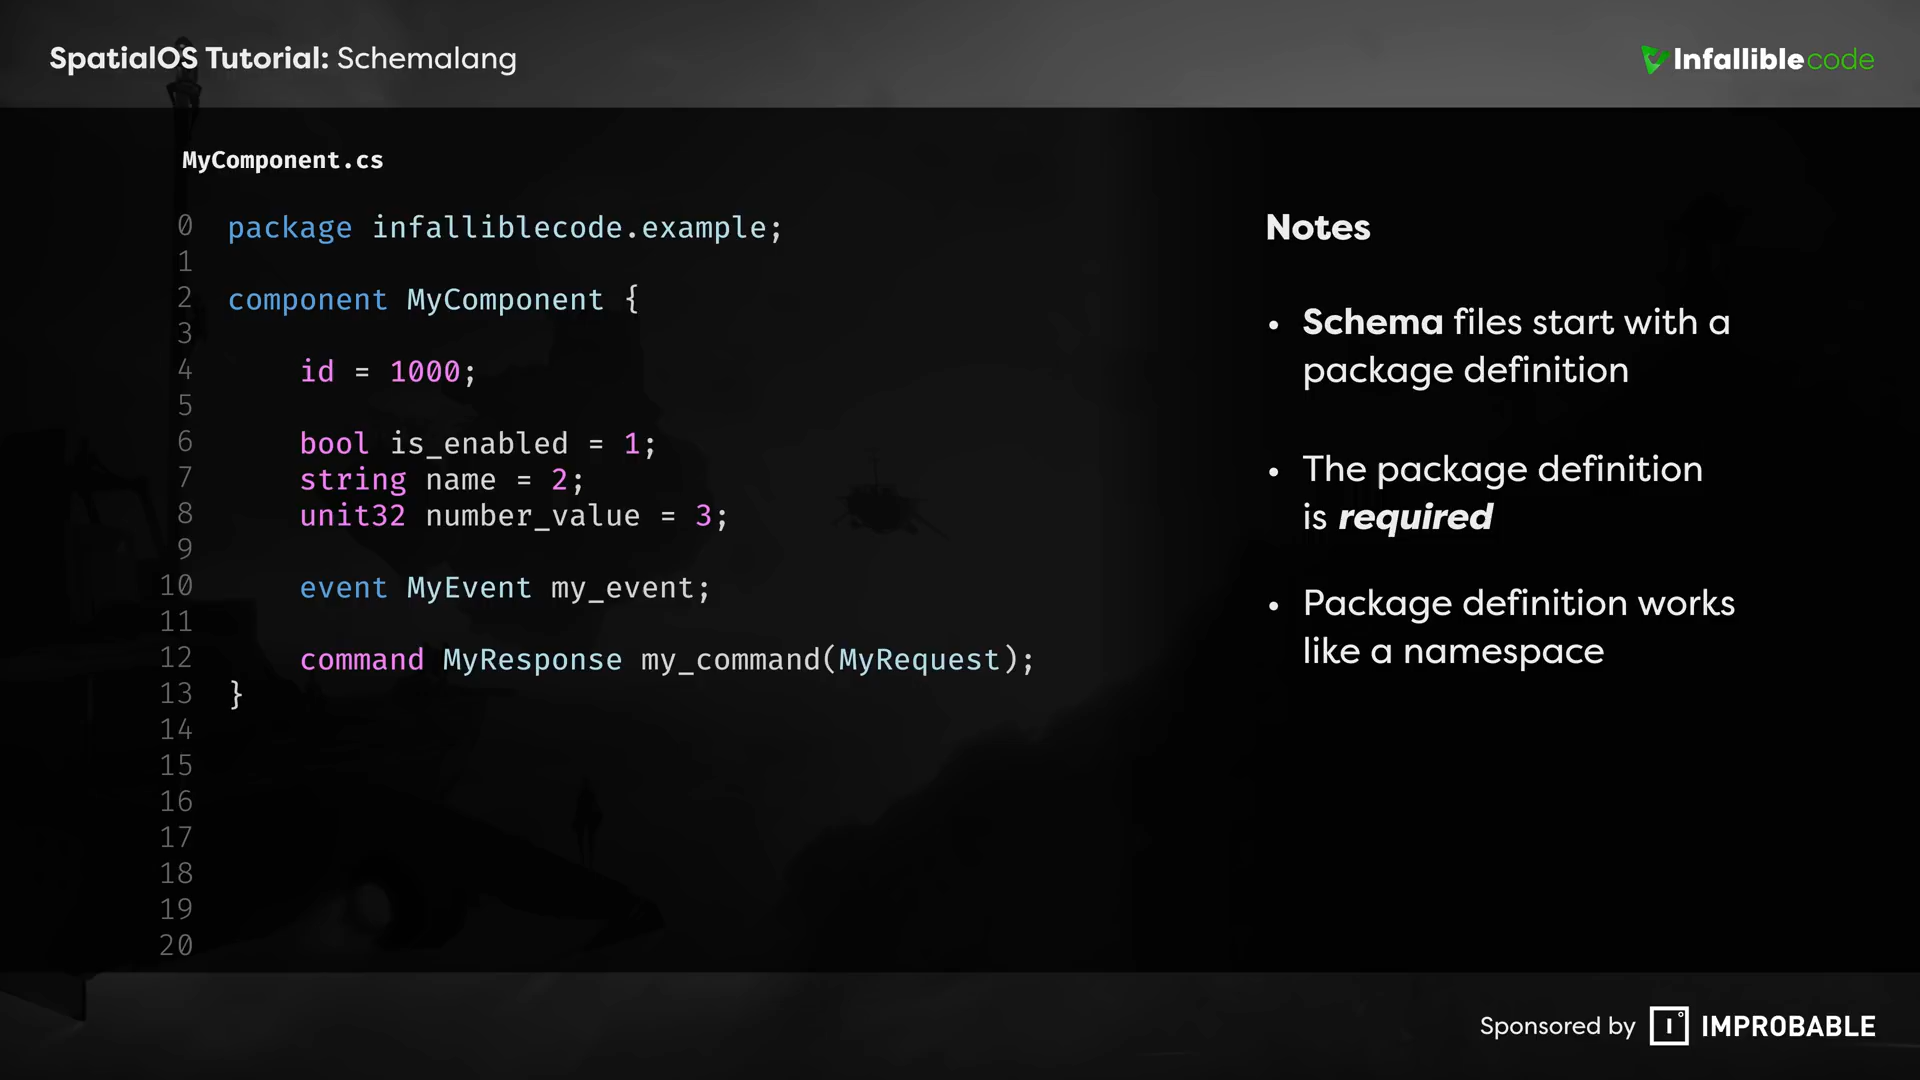 SpatialOS Tutorial: Schemalang
Infalliblecode
MyComponent.cs
0 package infalliblecode.example;
1
2 component MyComponent {
3
4 id = 1000;
5
6 bool is_enabled = 1;
7 string name = 2;
8 unit32 number_value = 3;
9
10 event MyEvent my_event;
11
12 command MyResponse my_command(MyRequest);
13 }
14
15
16
17
18
19
20
Notes
• Schema files start with a
package definition
• The package definition
is required
• Package definition works
like a namespace
Sponsored by I IMPROBABLE